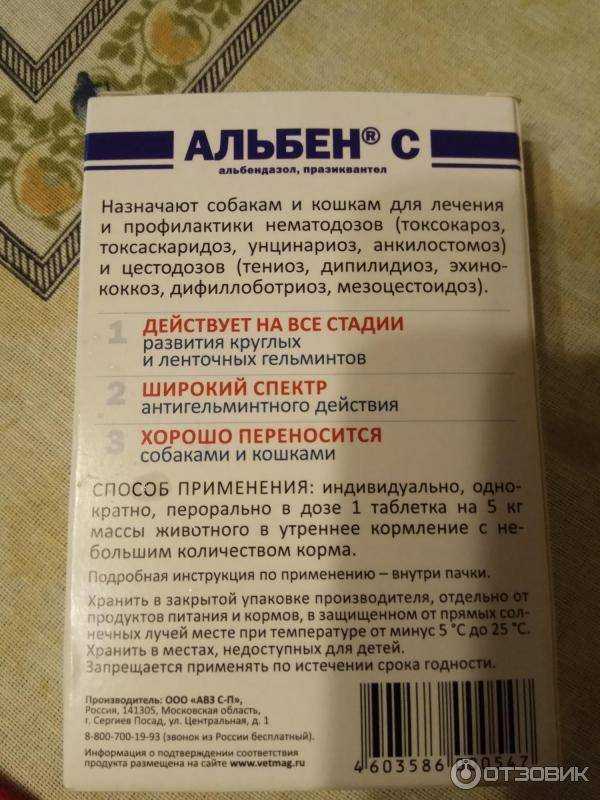 АЛЬБЕН® С
альбендазол, празиквантел
Назначают собакам и кошкам для лечения
и профилактики нематодозов (токсокароз,
токсаскаридоз, унцинариоз, анкилостомоз)
и цестодозов (тениоз, дипилидиоз, эхино-
коккоз, дифиллоботриоз, мезоцестоидоз).
1 ДЕЙСТВУЕТ НА ВСЕ СТАДИИ
развития круглых
и ленточных гельминтов
2 ШИРОКИЙ СПЕКТР
антигельминтного действия
3 ХОРОШО ПЕРЕНОСИТСЯ
собаками и кошками
СПОСОБ ПРИМЕНЕНИЯ: индивидуально, одно-
кратно, перорально в дозе 1 таблетка на 5 кг
массы животного в утреннее кормление с не-
большим количеством корма.
Подробная инструкция по применению – внутри пачки.
Хранить в закрытой упаковке производителя, отдельно от
продуктов питания и кормов, в защищенном от прямых сол-
нечных лучей месте при температуре от минус 5 °С до 25 °С.
Хранить в местах, недоступных для детей.
Запрещается применять по истечении срока годности.
Производитель: ООО «АВЗ С-П»,
Россия, 141305, Московская область,
г. Сергиев Посад, ул. Центральная, д. 1
8-800-700-19-93 (звонок из России бесплатный).
Информация о подтверждении соответствия
продукта размещена на сайте www.vetmag.ru
4 603586
ОТЗОВИК